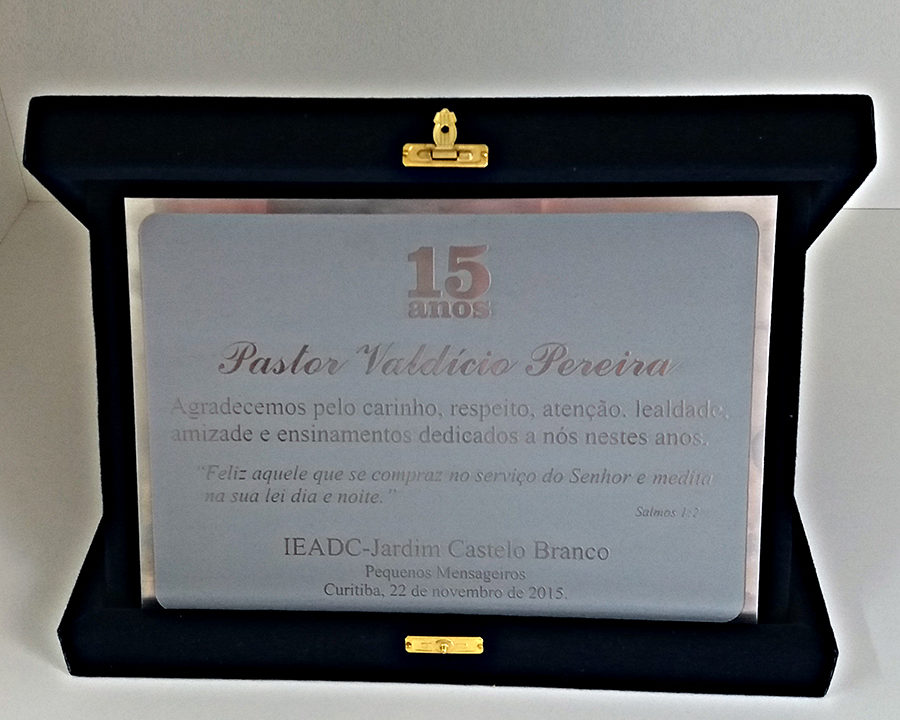 15
anos
Pastor Valdício Pereira
Agradecemos pelo carinho, respeito, atenção. lealdade,
amizade e ensinamentos dedicados a nós nestes anos.
"Feliz aquele que se compraz no serviço do Senhor e medita
na sua lei dia e noite."
Salmos 1:2
IEADC-Jardim Castelo Branco
Pequenos Mensageiros
Curitiba, 22 de novembro de 2015.